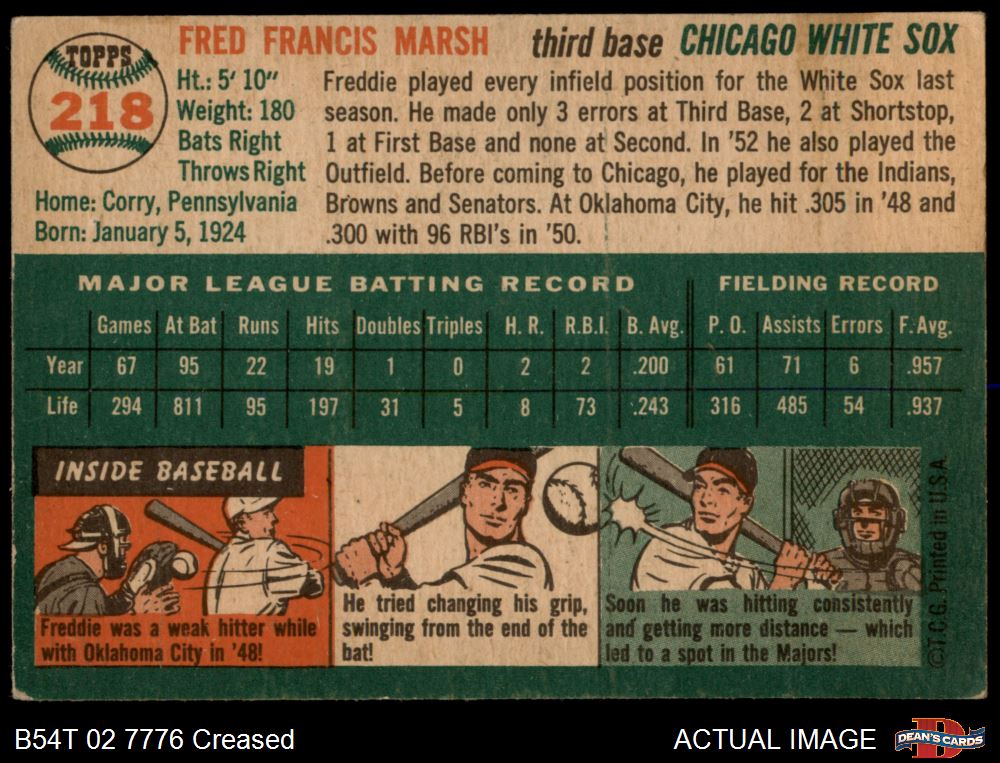 TOPPS
218
FRED FRANCIS MARSH third base CHICAGO WHITE SOX
Ht.: 5' 10"
Weight: 180
Bats Right
Throws Right
Home: Corry, Pennsylvania
Born: January 5, 1924
Freddie played every infield position for the White Sox last
season. He made only 3 errors at Third Base, 2 at Shortstop,
1 at First Base and none at Second. In '52 he also played the
Outfield. Before coming to Chicago, he played for the Indians,
Browns and Senators. At Oklahoma City, he hit .305 in '48 and
.300 with 96 RBI's in '50.
MAJOR LEAGUE BATTING RECORD FIELDING RECORD
Games At Bat Runs Hits Doubles Triples H. R. R.B.I. B. Avg. P. O. Assists Errors F. Avg.
Year 67 95 22 19 1 0 2 2 .200 61 71 6 .957
Life 294 811 95 197 31 5 8 73 .243 316 485 54 .937
INSIDE BASEBALL
Freddie was a weak hitter while
with Oklahoma City in '48!
He tried changing his grip,
swinging from the end of the
bat!
Soon he was hitting consistently
and getting more distance — which
led to a spot in the Majors!
©T.C.G. Printed in U.S.A.
B54T 02 7776 Creased
ACTUAL IMAGE
DEAN'S CARDS